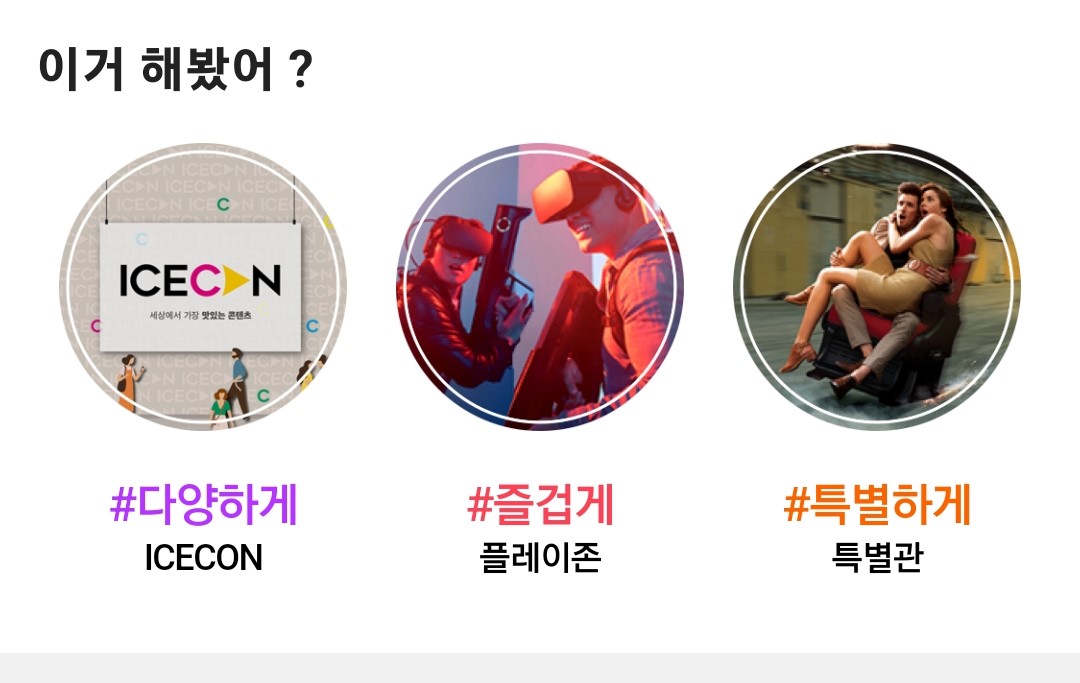 이거 해봤어 ?
ICECON
세상에서 가장 맛있는 콘텐츠
#다양하게
#즐겁게
#특별하게
ICECON
플레이존
특별관